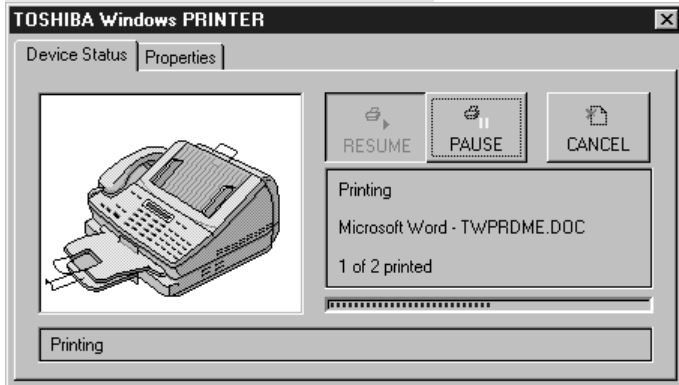 TOSHIBA Windows PRINTER
Device Status Properties
RESUME PAUSE CANCEL
Printing
Microsoft Word - TWPRDME.DOC
1 of 2 printed
Printing